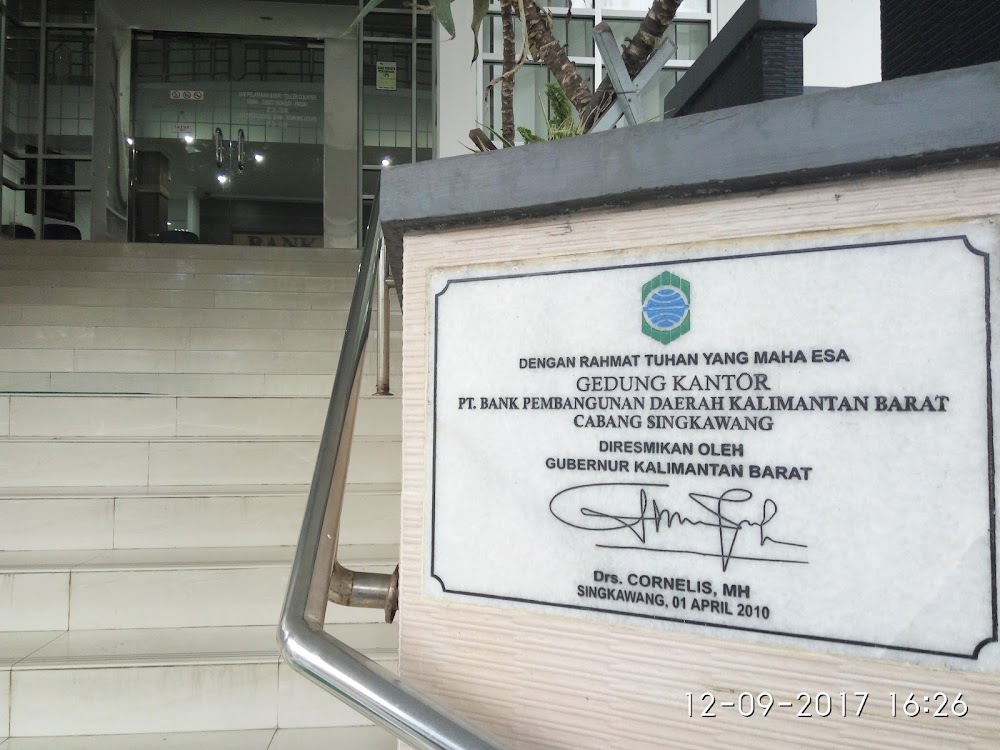 BANK
DENGAN RAHMAT TUHAN YANG MAHA ESA
GEDUNG KANTOR
PT. BANK PEMBANGUNAN DAERAH KALIMANTAN BARAT
CABANG SINGKAWANG
DIRESMIKAN OLEH
GUBERNUR KALIMANTAN BARAT
Drs. CORNELIS, MH
SINGKAWANG, 01 APRIL 2010
12-09-2017 16:26